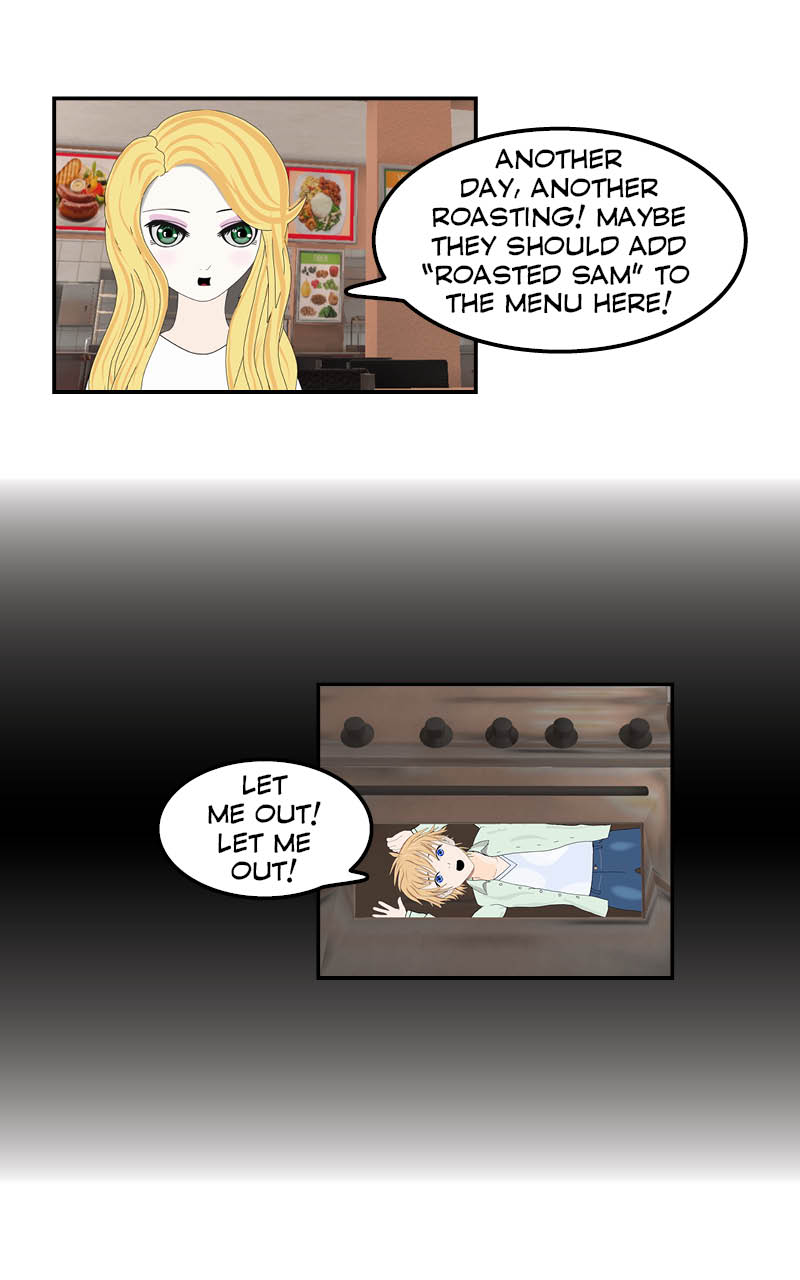 ANOTHER
DAY, ANOTHER
ROASTING! MAYBE
THEY SHOULD ADD
"ROASTED SAM" TO
THE MENU HERE!
LET
ME OUT!
LET ME
OUT!